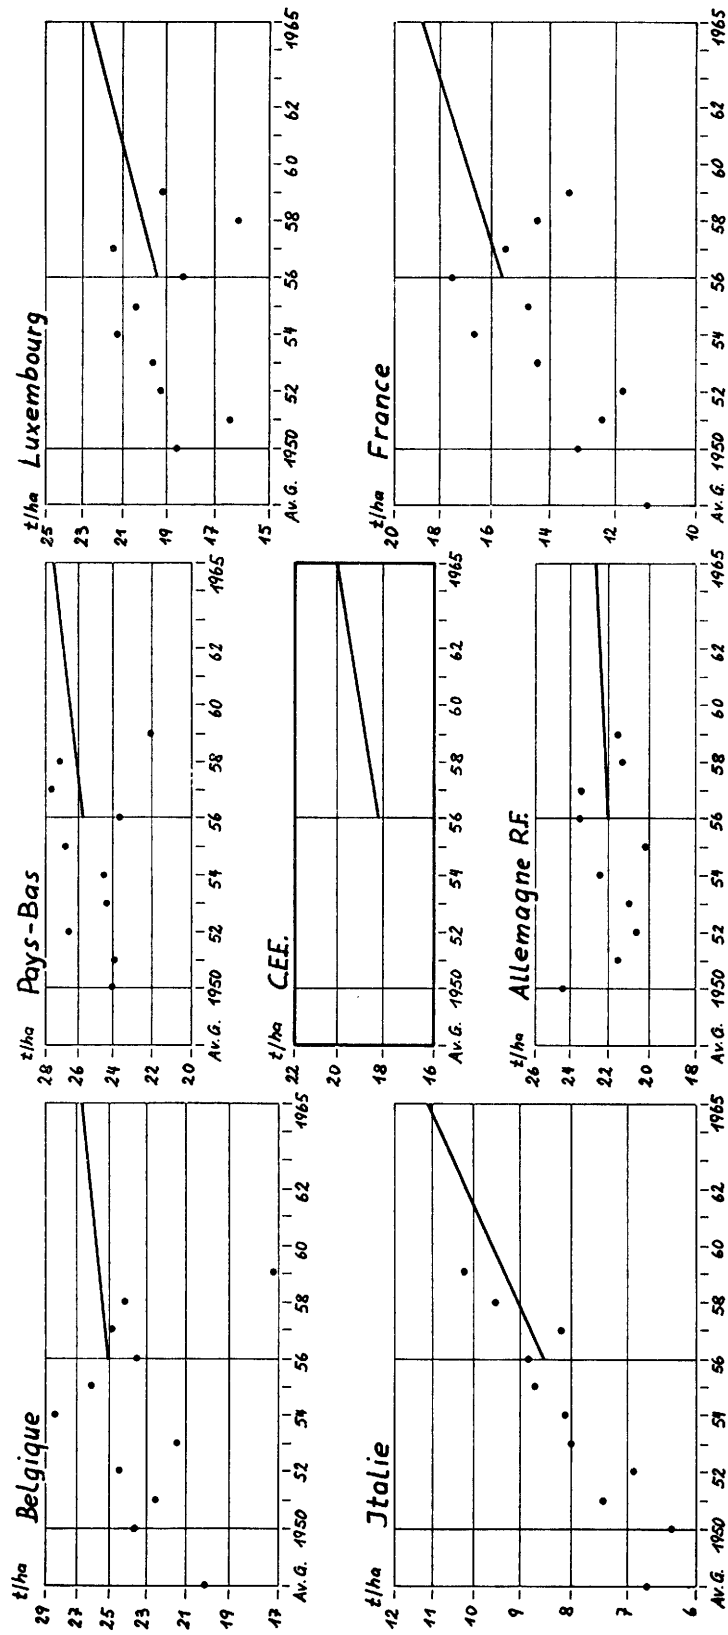 t/ha Belgique
29
27
25
23
21
19
17
Av.G. 1950 52 54 56 58 60 62 1965
t/ha Pays-Bas
28
26
24
22
20
Av.G. 1950 52 54 56 58 60 62 1965
t/ha Luxembourg
25
23
21
19
17
15
Av.G. 1950 52 54 56 58 60 62 1965
t/ha C.E.E.
22
20
18
16
Av.G. 1950 52 54 56 58 60 62 1965
t/ha Italie
12
11
10
9
8
7
6
Av.G. 1950 52 54 56 58 60 62 1965
t/ha Allemagne R.F.
26
24
22
20
18
Av.G. 1950 52 54 56 58 60 62 1965
t/ha France
20
18
16
14
12
10
Av.G. 1950 52 54 56 58 60 62 1965